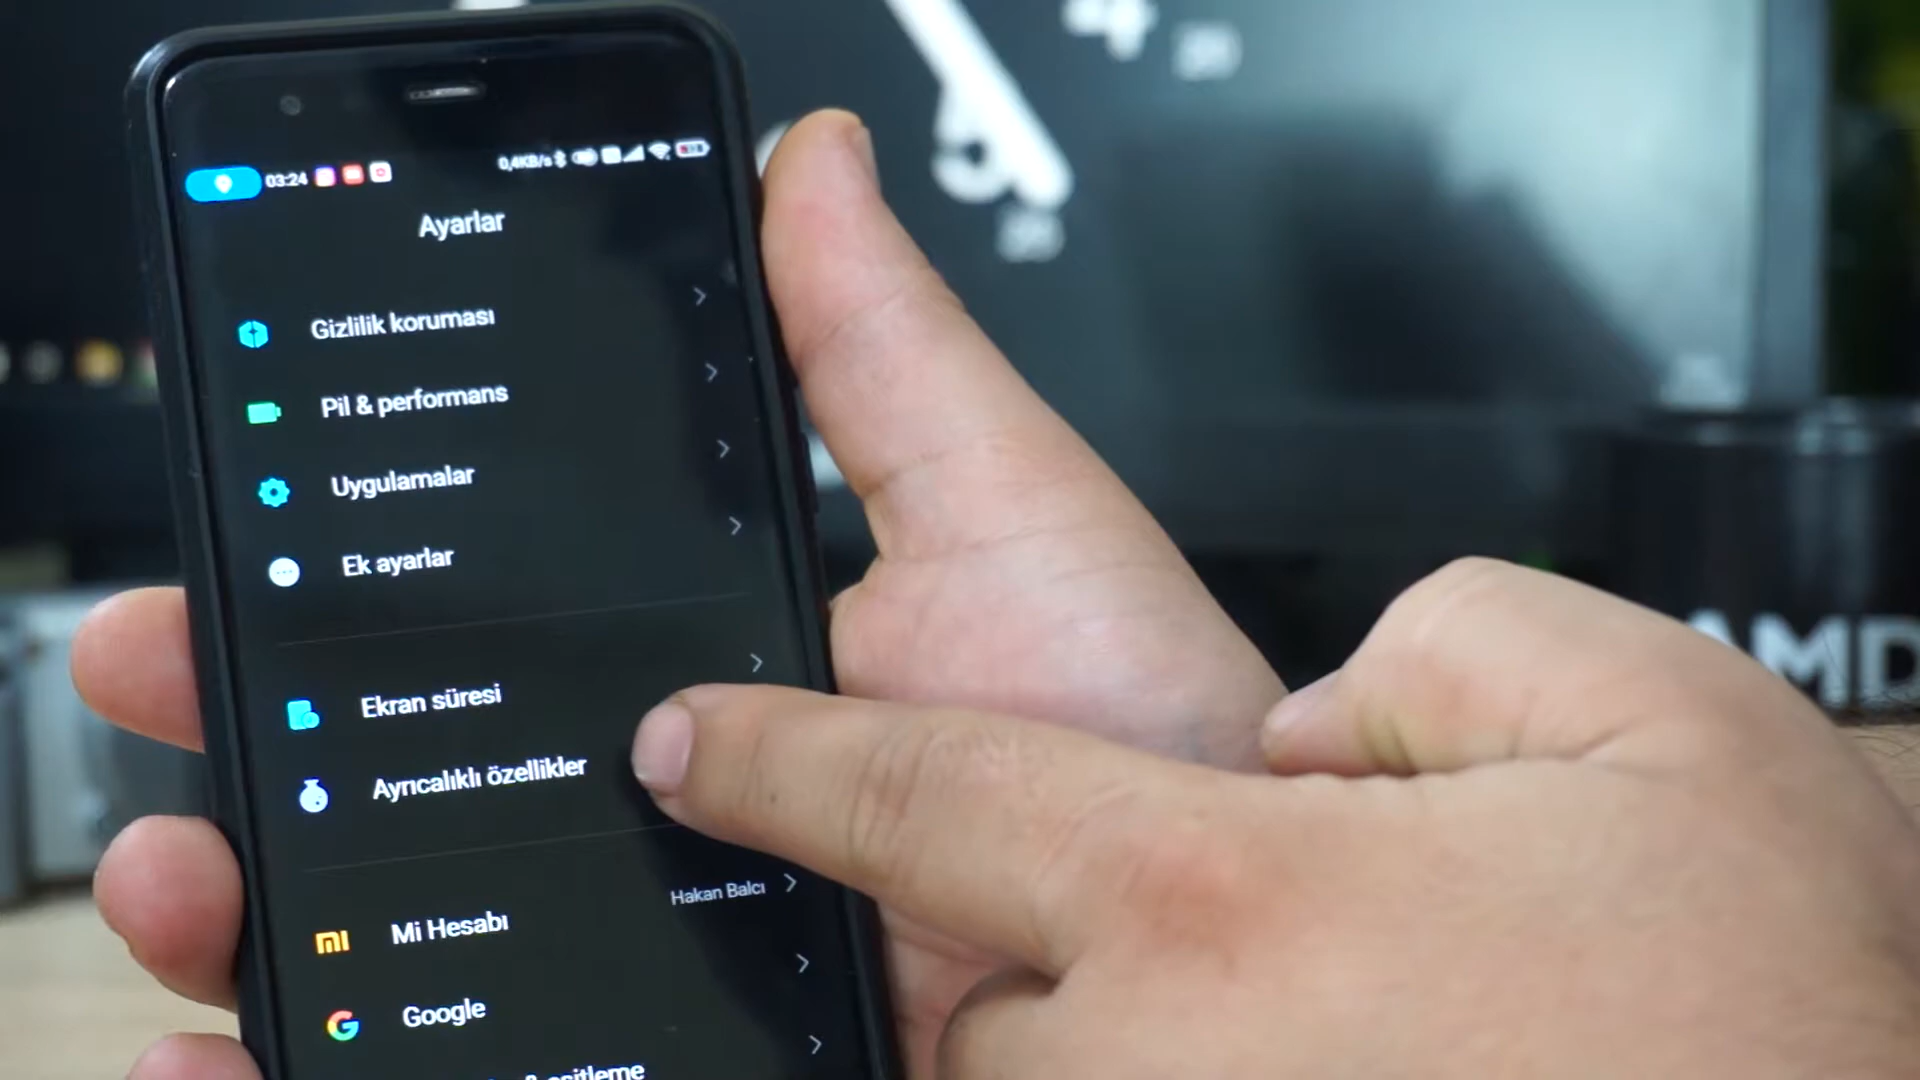 03:24
0,4KB/s
Ayarlar
Gizlilik koruması
Pil & performans
Uygulamalar
Ek ayarlar
Ekran süresi
Ayrıcalıklı özellikler
Mi Hesabı
Hakan Balcı
Google
AMD